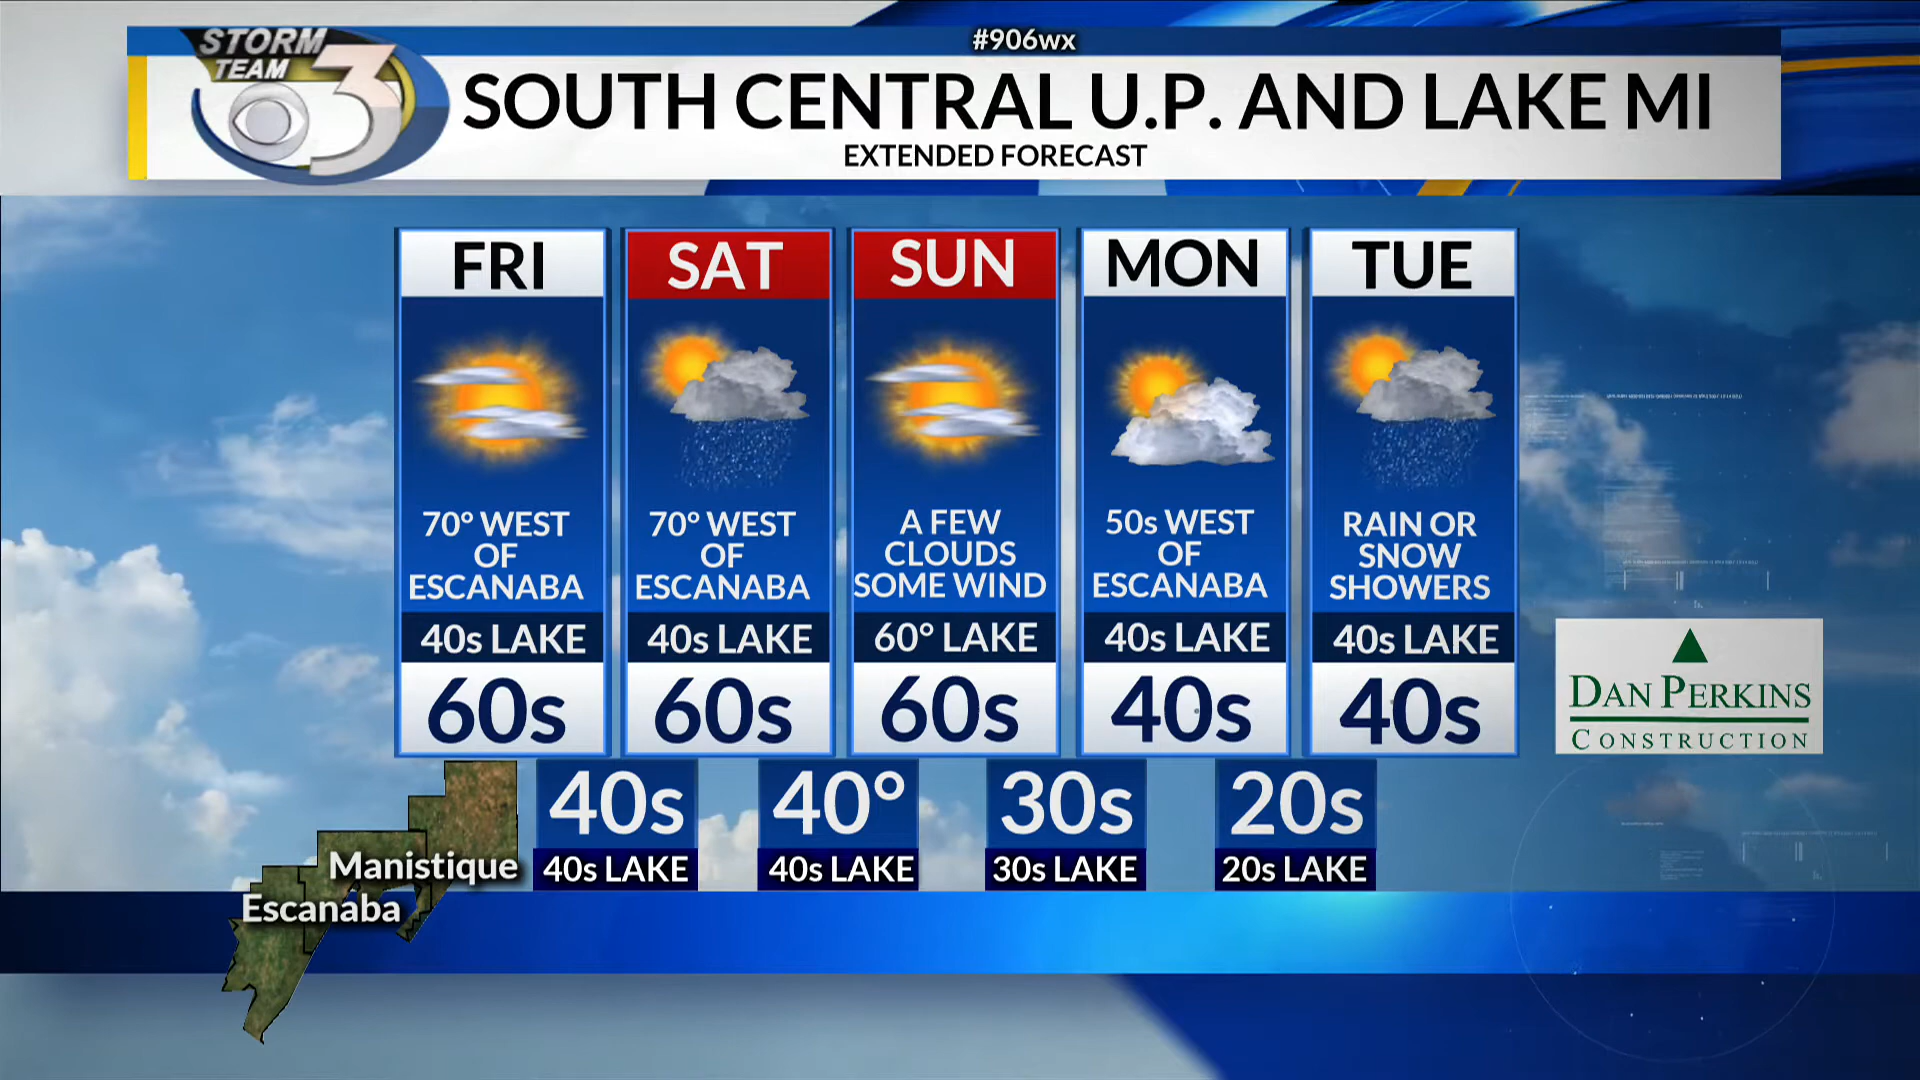 #906wx
STORM
TEAM
3
SOUTH CENTRAL U.P. AND LAKE MI
EXTENDED FORECAST
FRI
70° WEST
OF
ESCANABA
40s LAKE
60s
SAT
70° WEST
OF
ESCANABA
40s LAKE
60s
SUN
A FEW
CLOUDS
SOME WIND
60° LAKE
60s
MON
50s WEST
OF
ESCANABA
40s LAKE
40s
TUE
RAIN OR
SNOW
SHOWERS
40s LAKE
40s
40s
40s LAKE
40°
40s LAKE
30s
30s LAKE
20s
20s LAKE
Manistique
Escanaba
DAN PERKINS
CONSTRUCTION